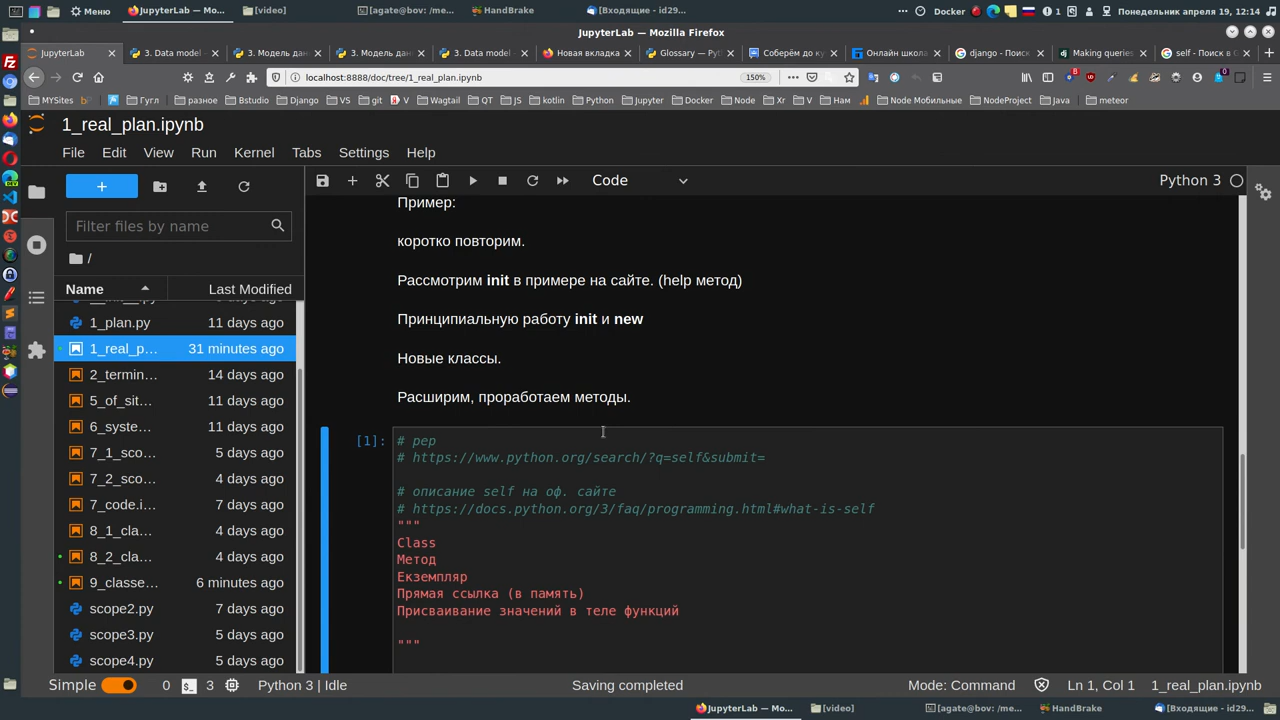 Меню
JupyterLab — Mo...
[video]
[agate@bov: /me...
HandBrake
[Входящие - id29...
Docker
1
Понедельник апреля 19, 12:14
JupyterLab — Mozilla Firefox
JupyterLab
3. Data model -
3. Модель дан
3. Модель дан
3. Data model -
Новая вкладка
Glossary — Pyth
Соберём до ку
Онлайн школа
django - Поиск
Making queries
self - Поиск в G
localhost:8888/doc/tree/1_real_plan.ipynb
150%
MYSites
Гугл
разное
Bstudio
Django
VS
git
V
Wagtail
QT
JS
kotlin
Python
Jupyter
Docker
Node
Xr
V
Нам
Node Мобильные
NodeProject
Java
meteor
1_real_plan.ipynb
File
Edit
View
Run
Kernel
Tabs
Settings
Help
Code
Python 3
Filter files by name
/
Name
Last Modified
1_plan.py
11 days ago
1_real_p...
31 minutes ago
2_termin...
14 days ago
5_of_sit...
11 days ago
6_syste...
11 days ago
7_1_sco...
5 days ago
7_2_sco...
4 days ago
7_code.i...
7 days ago
8_1_cla...
4 days ago
8_2_cla...
4 days ago
9_classe...
6 minutes ago
scope2.py
7 days ago
scope3.py
4 days ago
scope4.py
4 days ago
Пример:
коротко повторим.
Рассмотрим init в примере на сайте. (help метод)
Принципиальную работу init и new
Новые классы.
Расширим, проработаем методы.
[1]:
# pep
# https://www.python.org/search/?q=self&submit=
# описание self на оф. сайте
# https://docs.python.org/3/faq/programming.html#what-is-self
"""
Class
Метод
Екземпляр
Прямая ссылка (в память)
Присваивание значений в теле функций
"""
Simple
0
3
Python 3 | Idle
Saving completed
Mode: Command
Ln 1, Col 1
1_real_plan.ipynb
JupyterLab — Mo...
[video]
[agate@bov: /me...
HandBrake
[Входящие - id29...